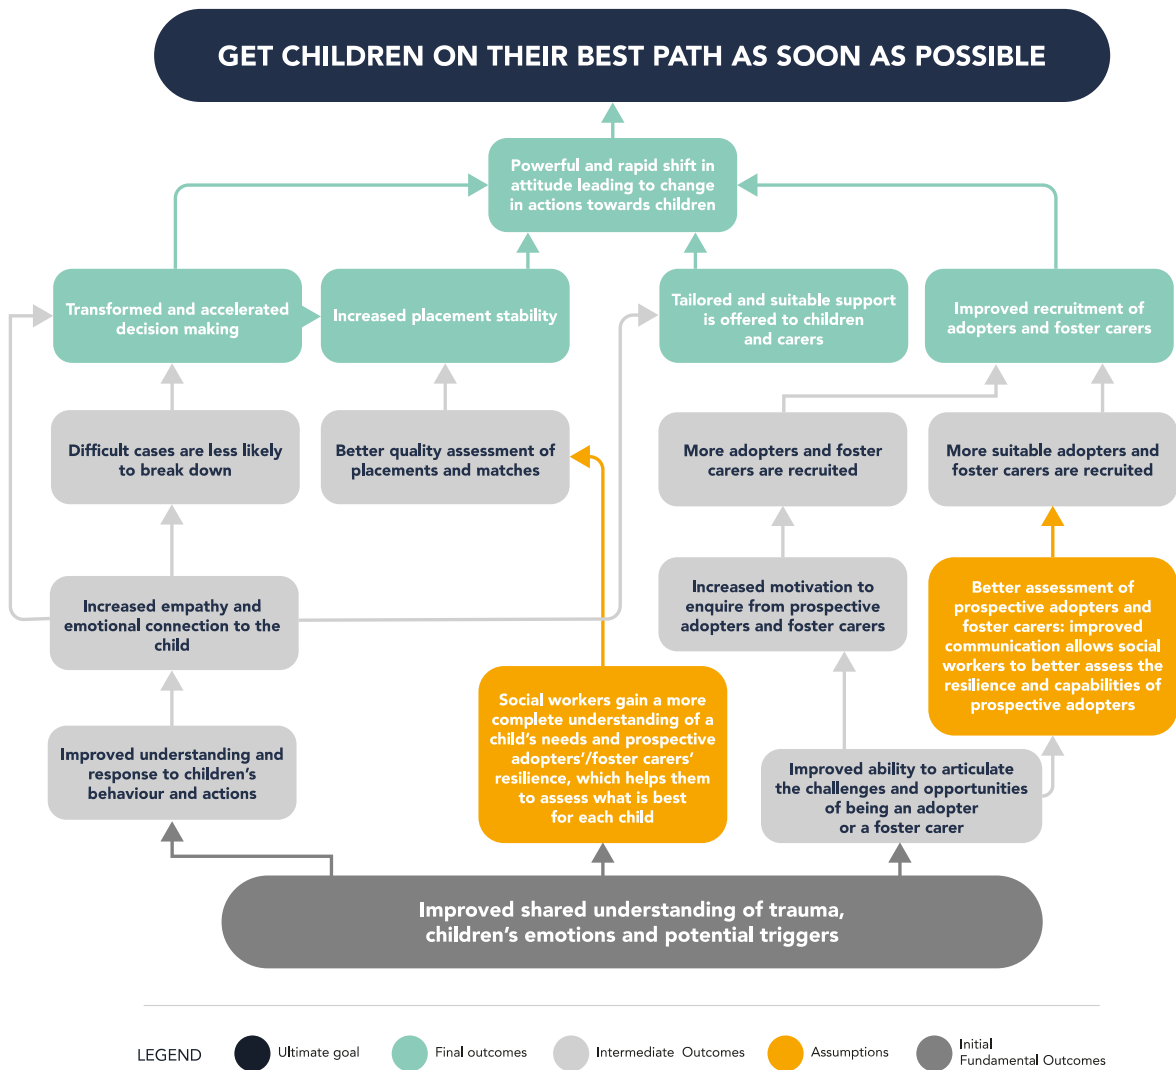 GET CHILDREN ON THEIR BEST PATH AS SOON AS POSSIBLE
Powerful and rapid shift in
attitude leading to change
in actions towards children
Transformed and accelerated
decision making
Increased placement stability
Tailored and suitable support
is offered to children
and carers
Improved recruitment of
adopters and foster carers
Difficult cases are less likely
to break down
Better quality assessment of
placements and matches
More adopters and foster
carers are recruited
More suitable adopters and
foster carers are recruited
Increased empathy and
emotional connection to the
child
Increased motivation to
enquire from prospective
adopters and foster carers
Better assessment of
prospective adopters and
foster carers: improved
communication allows social
workers to better assess the
resilience and capabilities of
prospective adopters
Improved understanding and
response to children’s
behaviour and actions
Social workers gain a more
complete understanding of a
child’s needs and prospective
adopters’/foster carers’
resilience, which helps them
to assess what is best
for each child
Improved ability to articulate
the challenges and opportunities
of being an adopter
or a foster carer
Improved shared understanding of trauma,
children’s emotions and potential triggers
LEGEND
Ultimate goal
Final outcomes
Intermediate Outcomes
Assumptions
Initial
Fundamental Outcomes